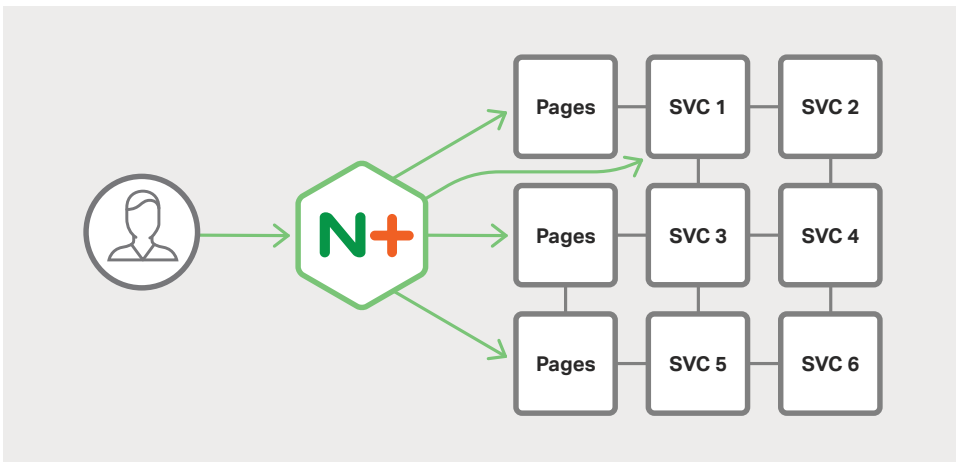 Pages
SVC 1
SVC 2
N+
Pages
SVC 3
SVC 4
Pages
SVC 5
SVC 6